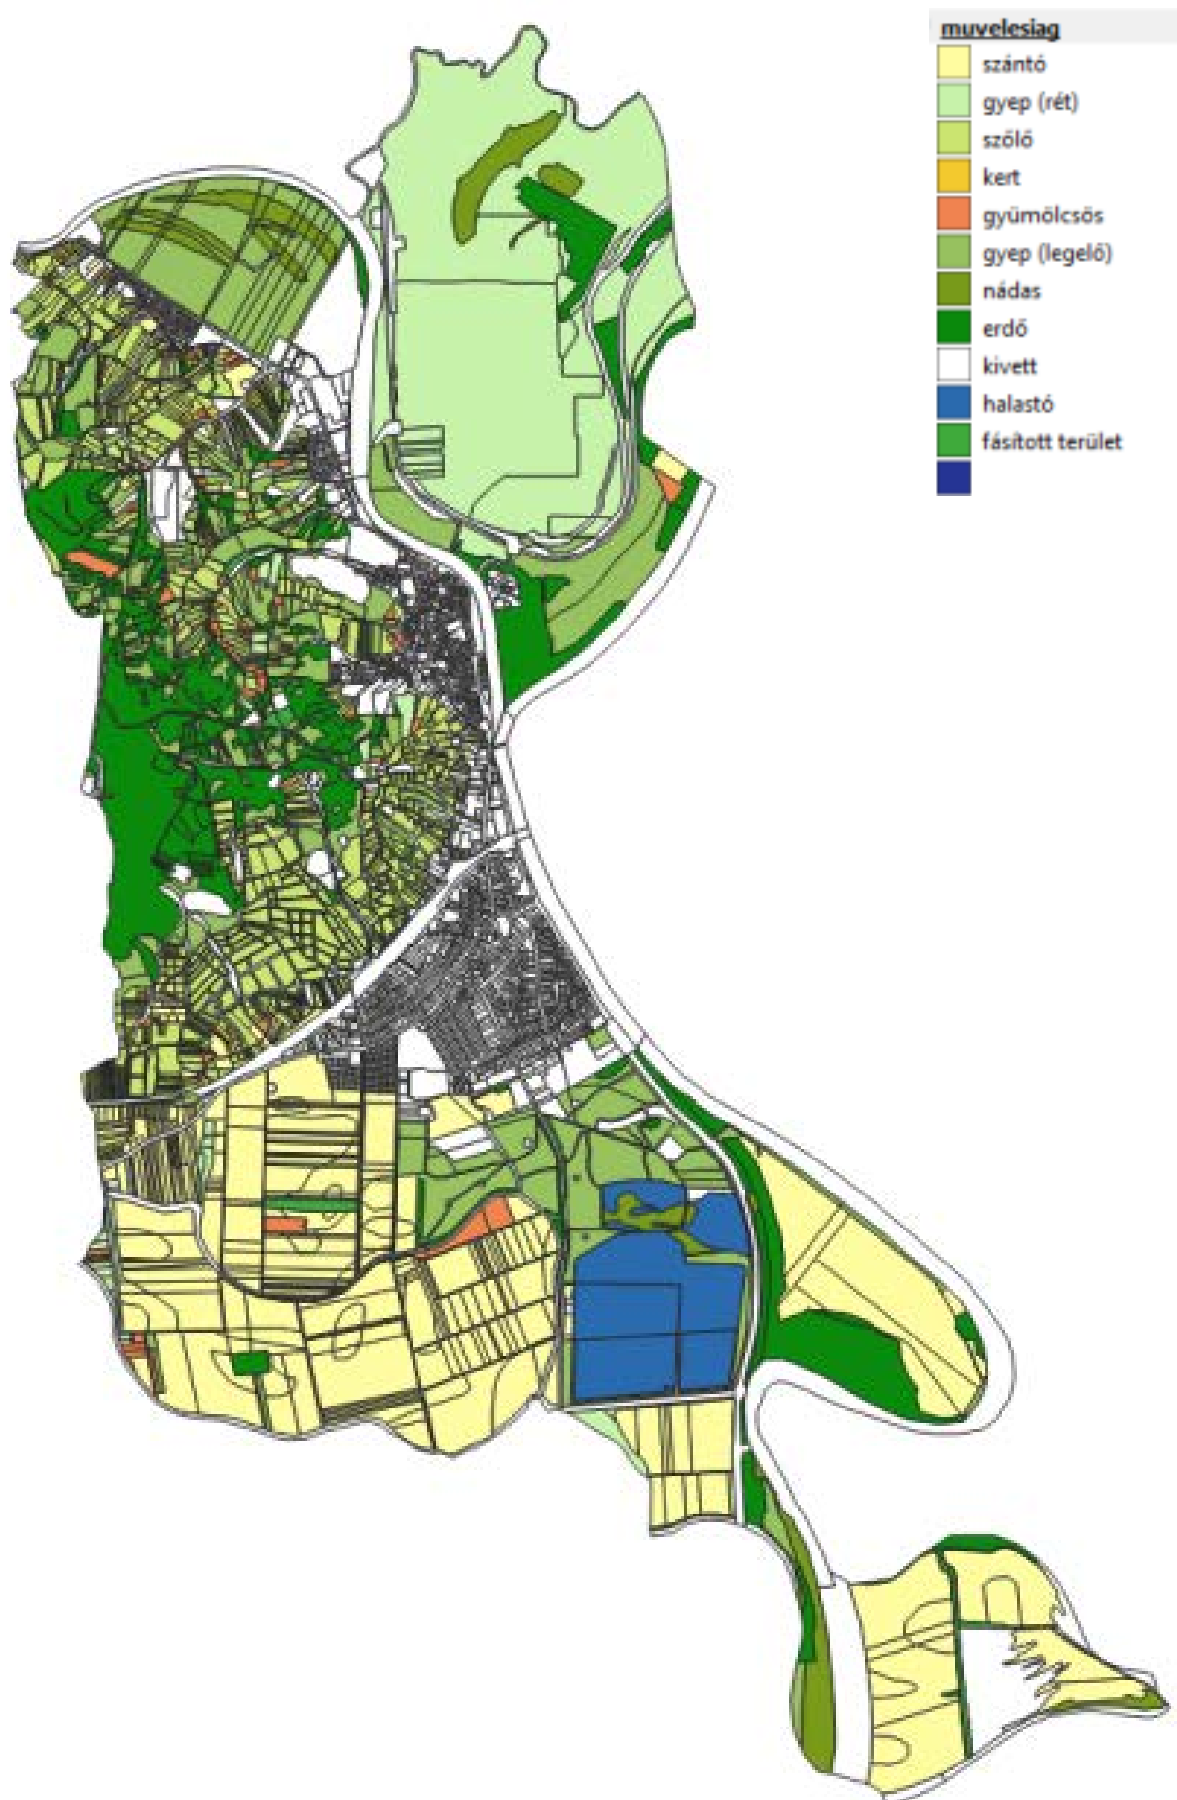 muvelesiag
szántó
gyep (rét)
szőlő
kert
gyümölcsös
gyep (legelő)
nádas
erdő
kivett
halastó
fásított terület